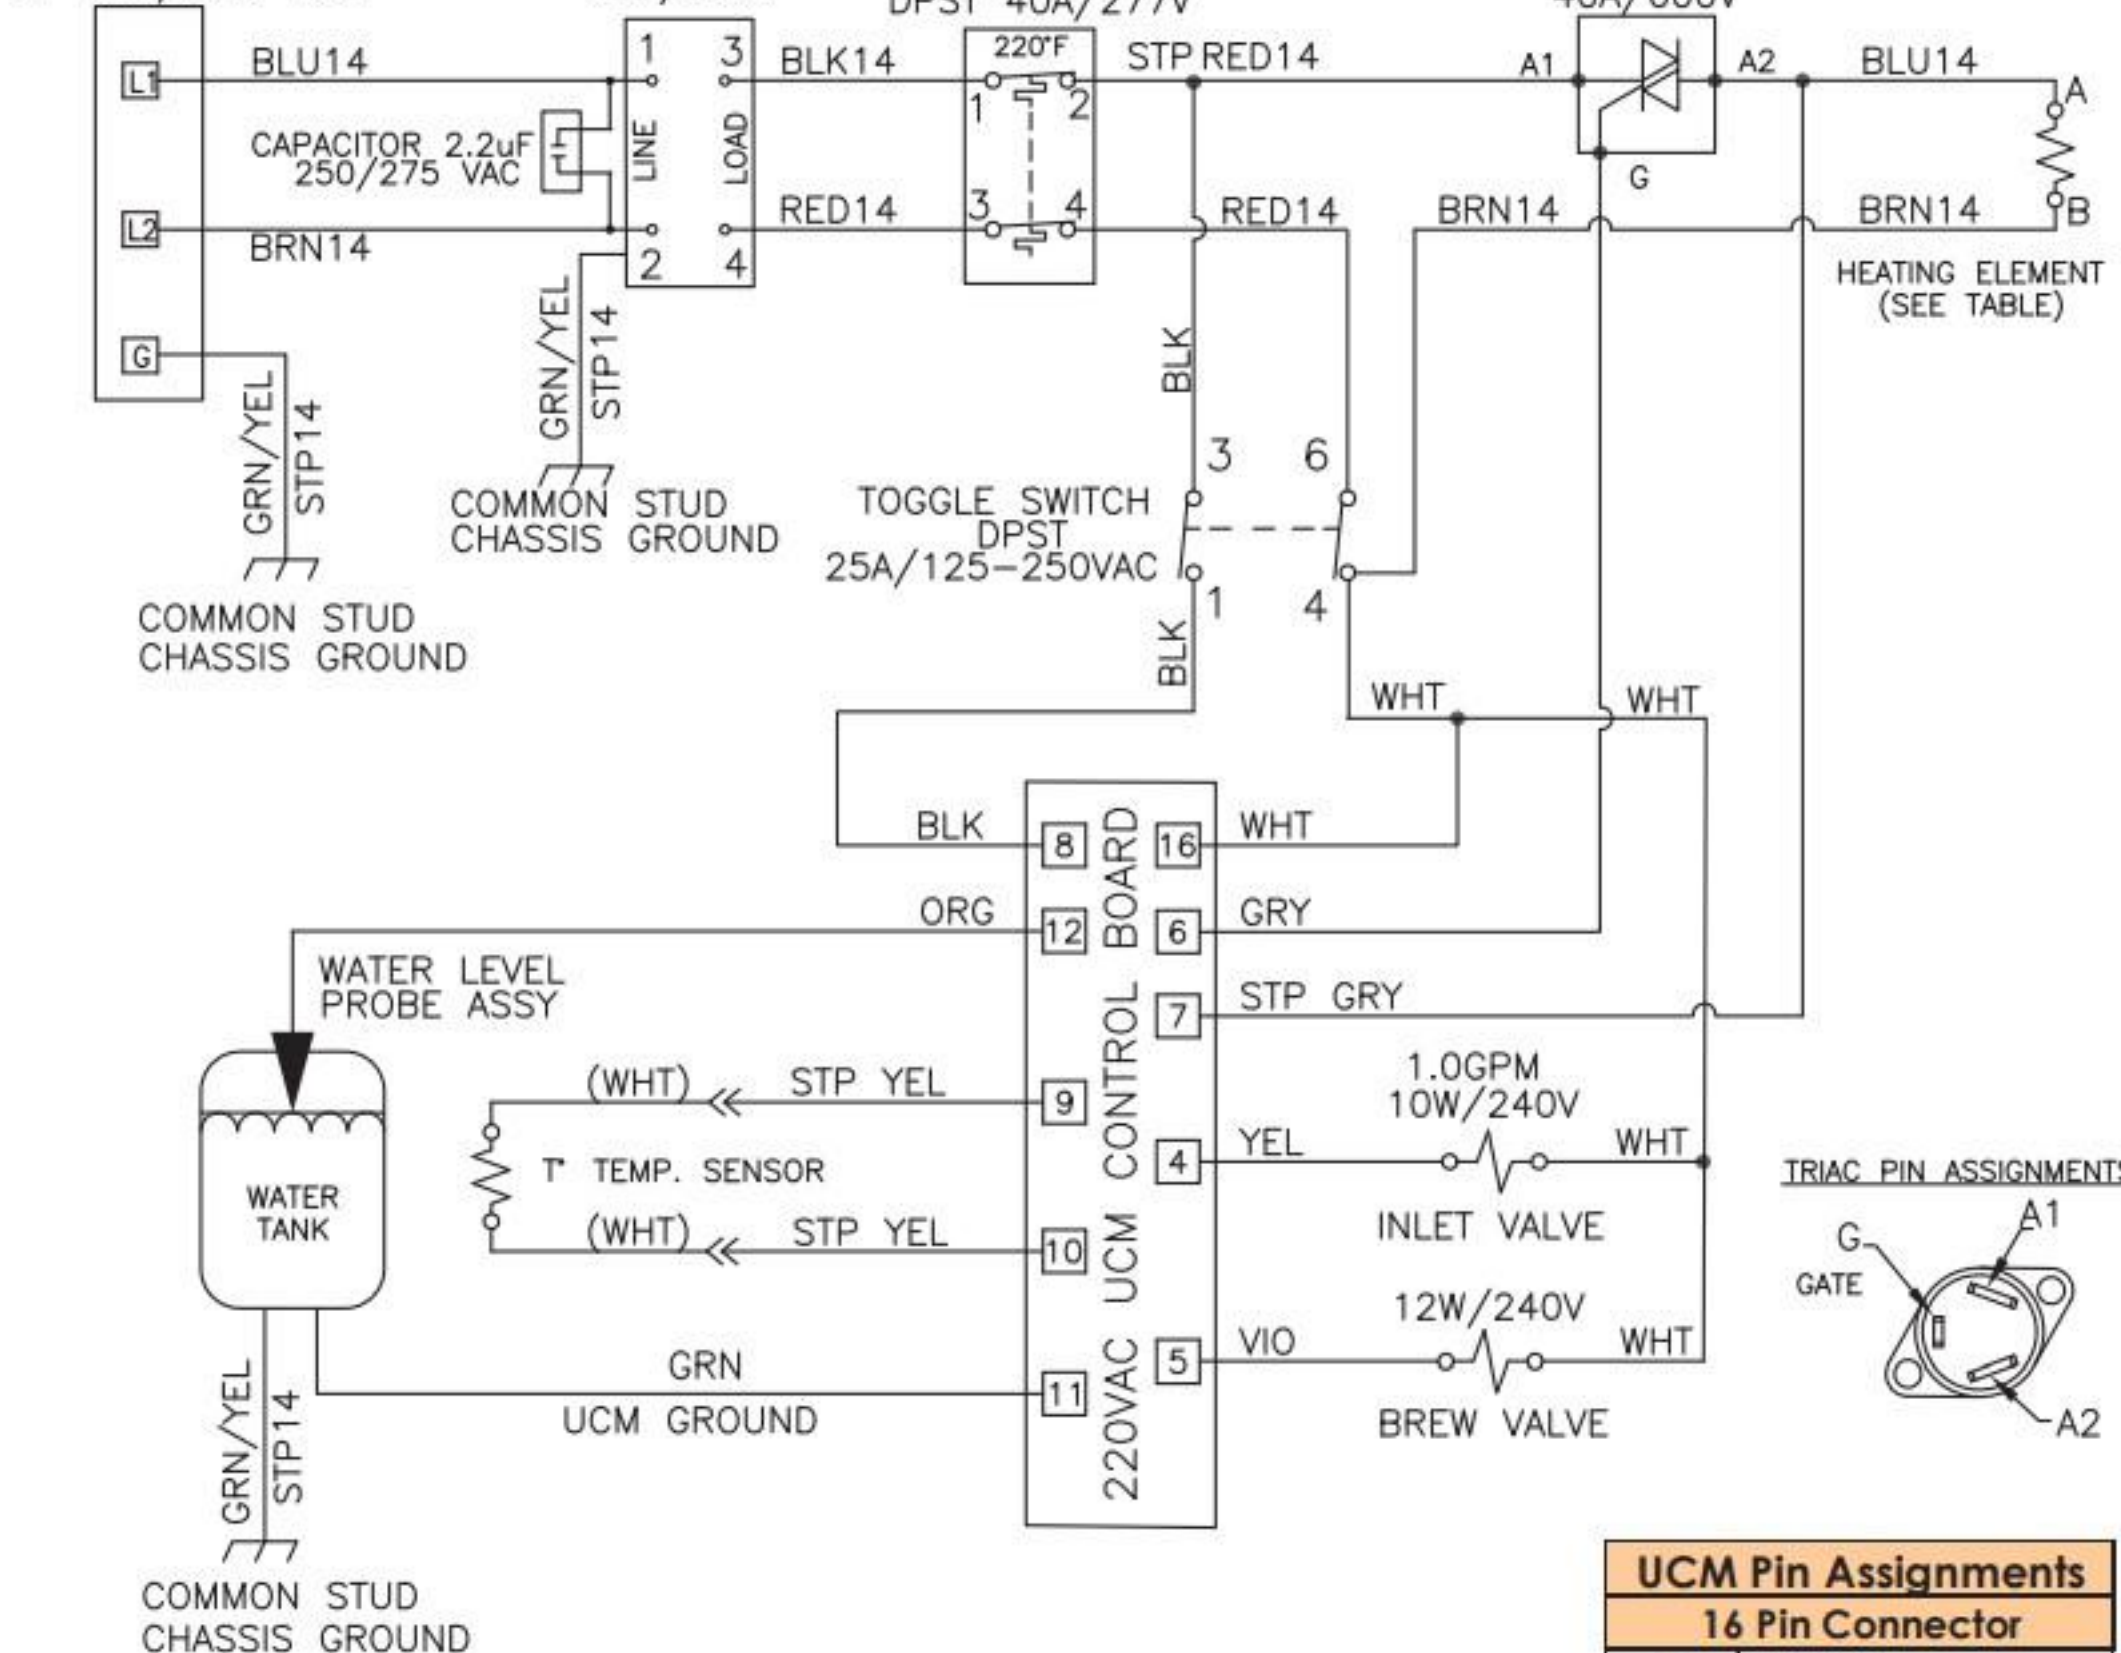 DPST 40A/277V
L1
BLU14
1
3
BLK14
220°F
1
2
STP RED14
A1
A2
BLU14
A
CAPACITOR 2.2uF
250/275 VAC
LINE
LOAD
G
L2
BRN14
2
4
RED14
3
4
RED14
BRN14
BRN14
B
HEATING ELEMENT
(SEE TABLE)
G
GRN/YEL
STP14
COMMON STUD
CHASSIS GROUND
GRN/YEL
STP14
COMMON STUD
CHASSIS GROUND
BLK
3
6
TOGGLE SWITCH
DPST
25A/125-250VAC
1
4
BLK
WHT
WHT
220VAC UCM CONTROL BOARD
BLK
8
16
WHT
ORG
12
6
GRY
WATER LEVEL
PROBE ASSY
7
STP GRY
(WHT)
STP YEL
9
1.0GPM
10W/240V
4
YEL
WHT
INLET VALVE
T° TEMP. SENSOR
WATER
TANK
(WHT)
STP YEL
10
12W/240V
5
VIO
WHT
BREW VALVE
GRN
11
UCM GROUND
GRN/YEL
STP14
COMMON STUD
CHASSIS GROUND
TRIAC PIN ASSIGNMENTS
A1
G
GATE
A2
UCM Pin Assignments
16 Pin Connector